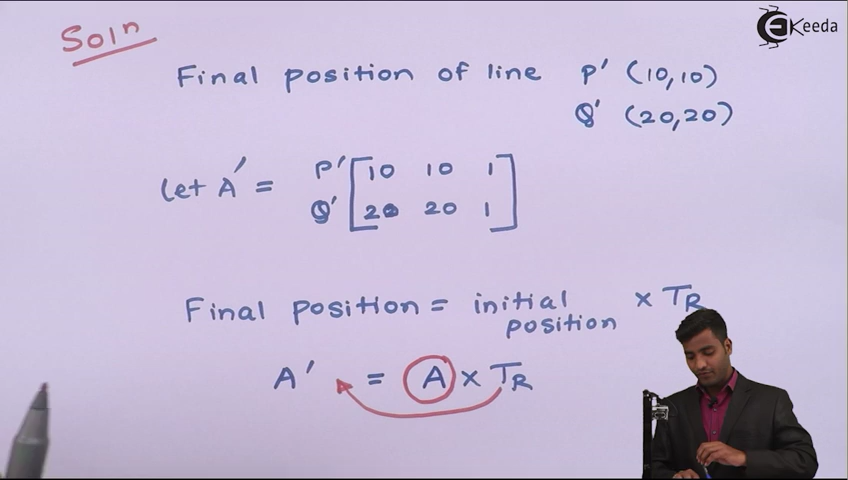 Ekeeda
Solⁿ
Final position of line P' (10,10)
Q' (20,20)
Let A' = P' [10 10 1
Q' 20 20 1]
Final position = initial position × TR
A' = A × TR